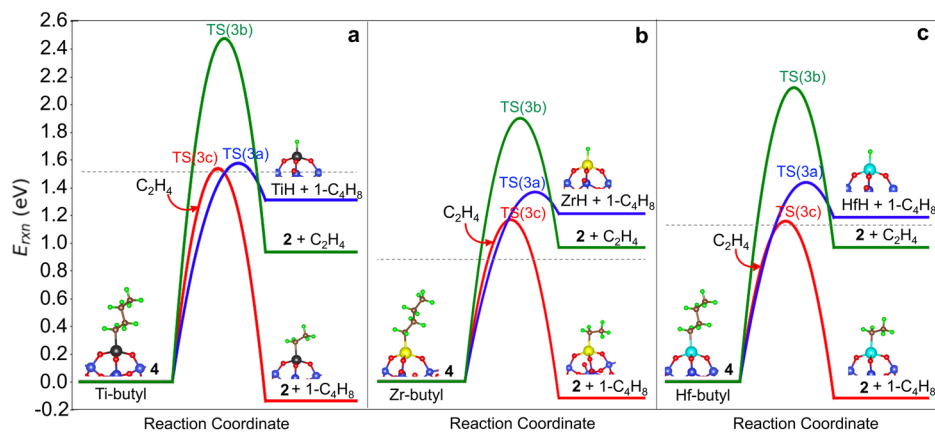 E_rxn (eV)
2.6
2.4
2.2
2.0
1.8
1.6
1.4
1.2
1.0
0.8
0.6
0.4
0.2
0.0
-0.2
a
TS(3b)
TS(3c)
TS(3a)
C₂H₄
TiH + 1-C₄H₈
2 + C₂H₄
4
Ti-butyl
2 + 1-C₄H₈
Reaction Coordinate
b
TS(3b)
TS(3a)
TS(3c)
C₂H₄
ZrH + 1-C₄H₈
2 + C₂H₄
4
Zr-butyl
2 + 1-C₄H₈
Reaction Coordinate
c
TS(3b)
TS(3a)
TS(3c)
C₂H₄
HfH + 1-C₄H₈
2 + C₂H₄
4
Hf-butyl
2 + 1-C₄H₈
Reaction Coordinate